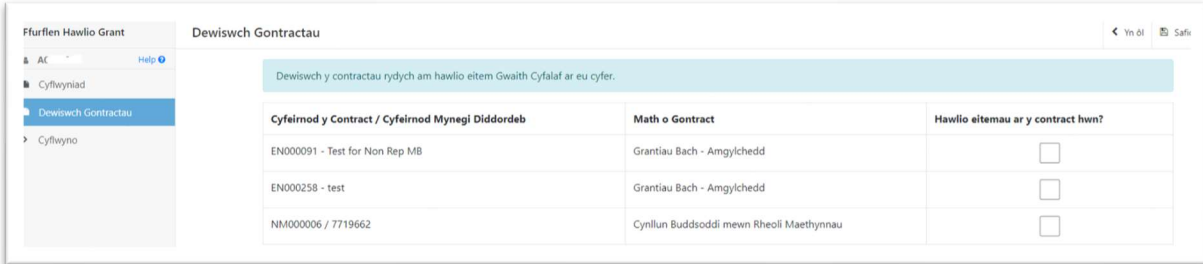 Ffurflen Hawlio Grant
Dewiswch Gontractau
Yn ôl
Help
Cyflwyniad
Dewiswch Gontractau
Cyflwyno
Dewiswch y contractau rydych am hawlio eitem Gwaith Cyfalaf ar eu cyfer.
Cyfeirnod y Contract / Cyfeirnod Mynegi Diddordeb Math o Gontract Hawlio eitemau ar y contract hwn?
EN000091 - Test for Non Rep MB Grantiau Bach - Amgylchedd
EN000258 - test Grantiau Bach - Amgylchedd
NM000006 / 7719662 Cynllun Buddsoddi mewn Rheoli Maethynnau